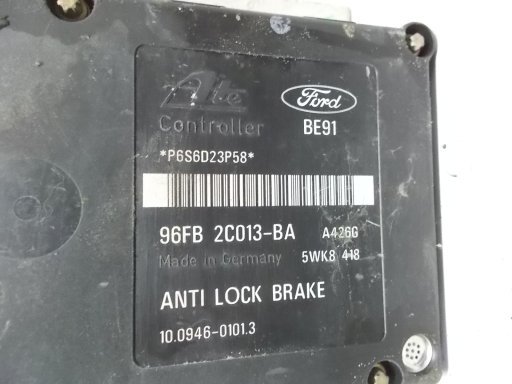 Ate
Ford
Controller BE91
*P6S6D23P58*
96FB 2C013-BA A426G
Made in Germany 5WK8 418
ANTI LOCK BRAKE
10.0946-0101.3